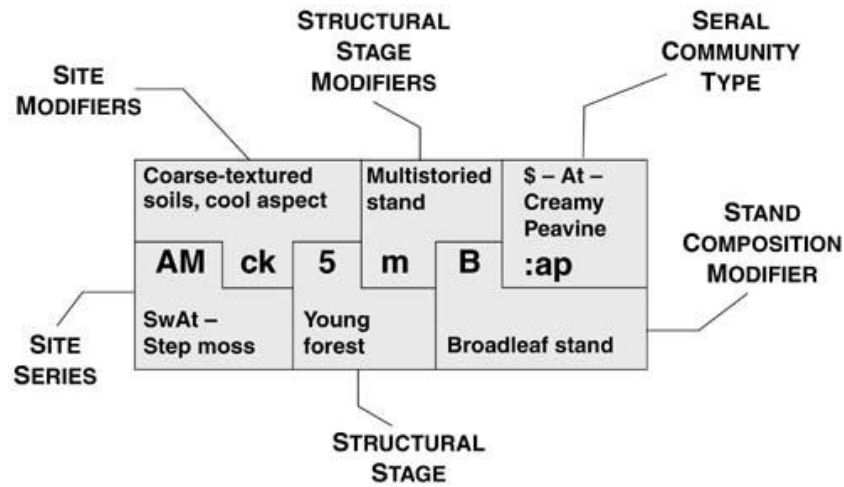 STRUCTURAL
STAGE
MODIFIERS
SERAL
COMMUNITY
TYPE
SITE
MODIFIERS
Coarse-textured
soils, cool aspect
Multistoried
stand
$ – At –
Creamy
Peavine
STAND
COMPOSITION
MODIFIER
AM ck 5 m B :ap
SwAt –
Step moss
Young
forest
Broadleaf stand
SITE
SERIES
STRUCTURAL
STAGE